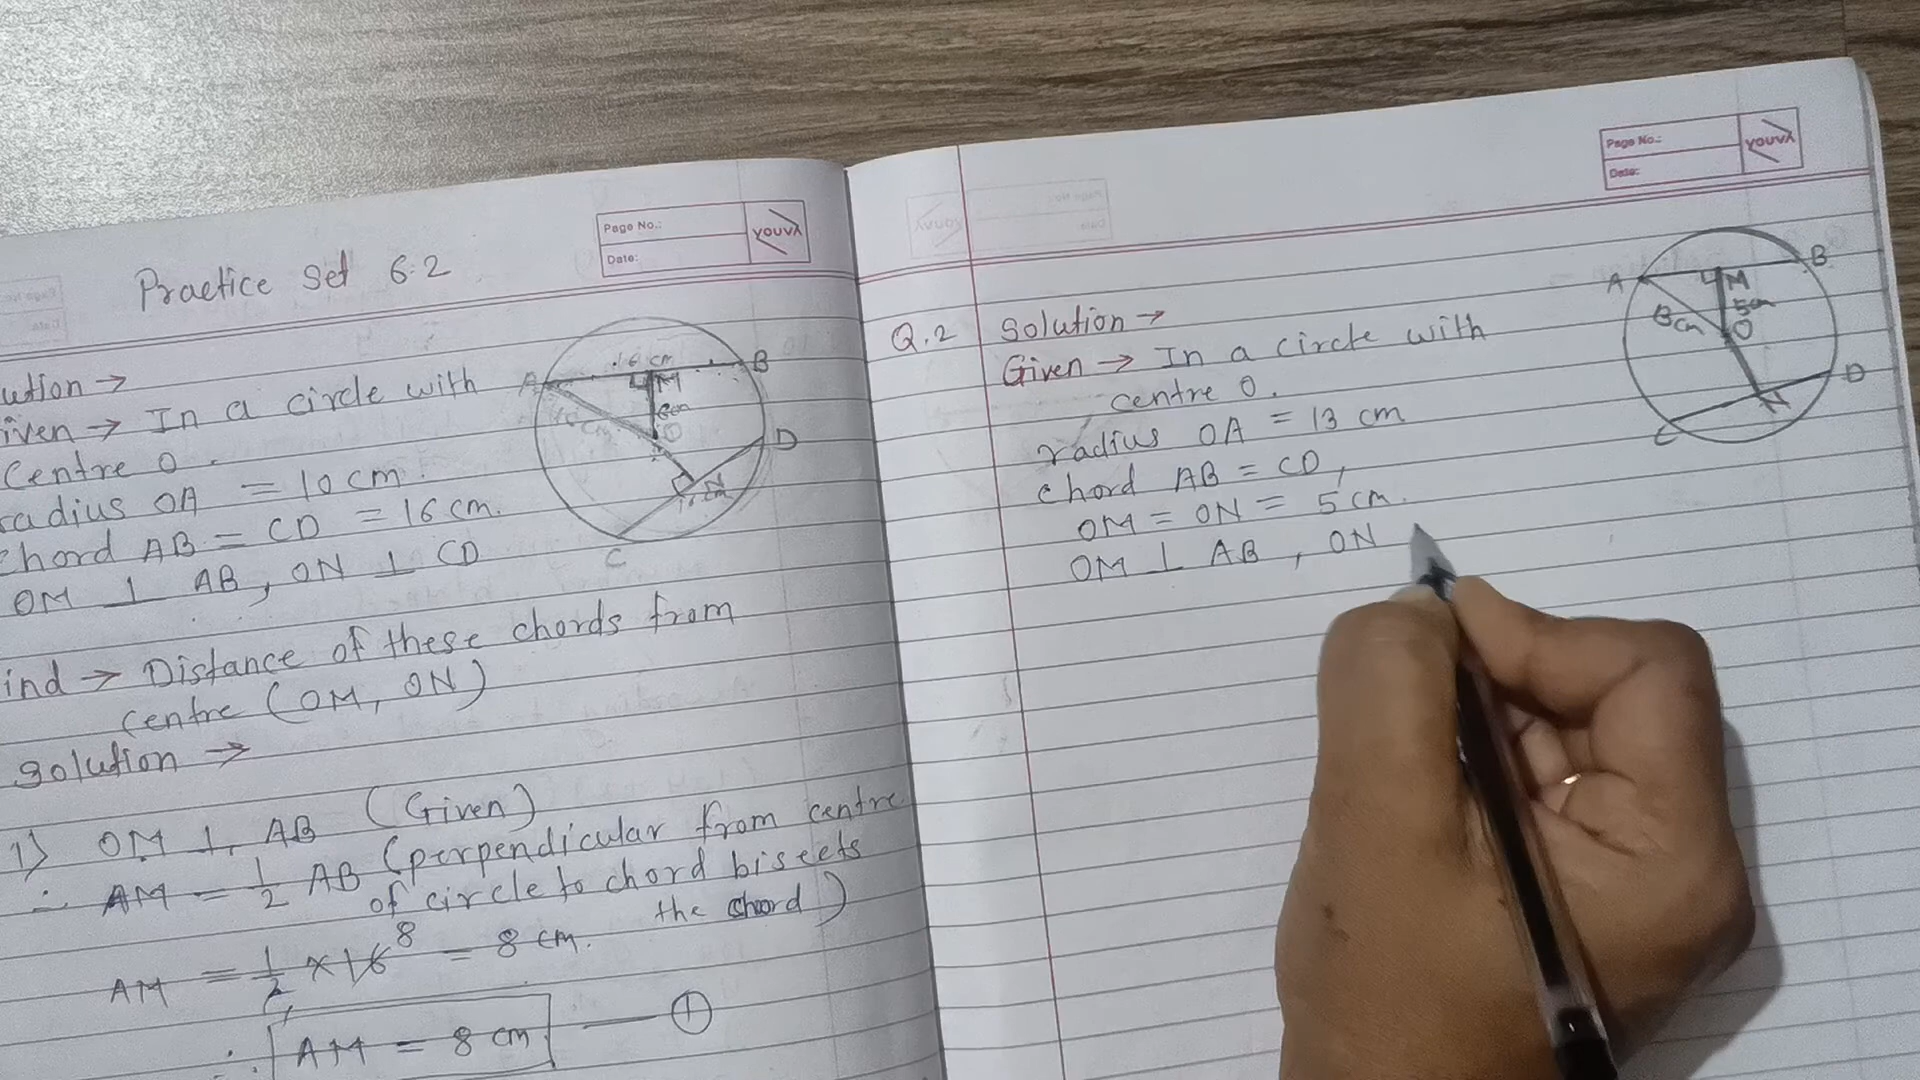 Page No.:
Date:
YOUVA
Practice Set 6.2
ution →
iven → In a circle with
Centre O.
radius OA = 10 cm.
chord AB = CD = 16 cm.
OM ⊥ AB, ON ⊥ CD
ind → Distance of these chords from
centre (OM, ON)
Solution →
1) OM ⊥ AB (Given)
∴ AM = 1/2 AB (perpendicular from centre
of circle to chord bisects
the chord)
AM = 1/2 × 16 8 = 8 cm.
∴ AM = 8 cm — 1
A
16 cm
B
M
6cm
10 cm
O
D
N
C
Page No.:
Date:
YOUVA
Q.2 Solution →
Given → In a circle with
centre O.
radius OA = 13 cm
chord AB = CD,
OM = ON = 5 cm.
OM ⊥ AB, ON
A
B
M
5cm
O
D
N
C